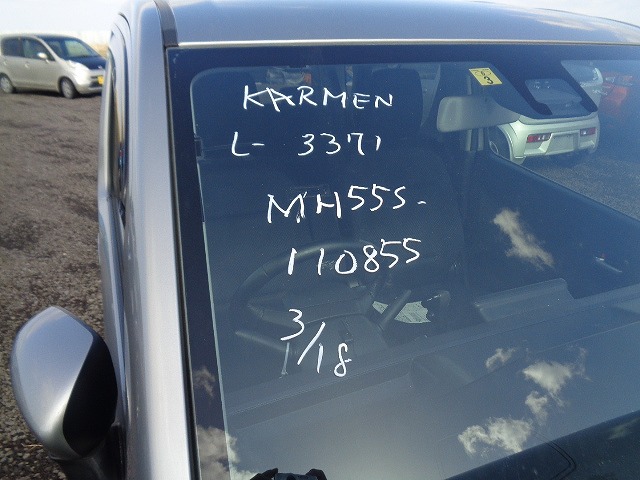 KARMEN
L- 3371
MH55S-
110855
3/18